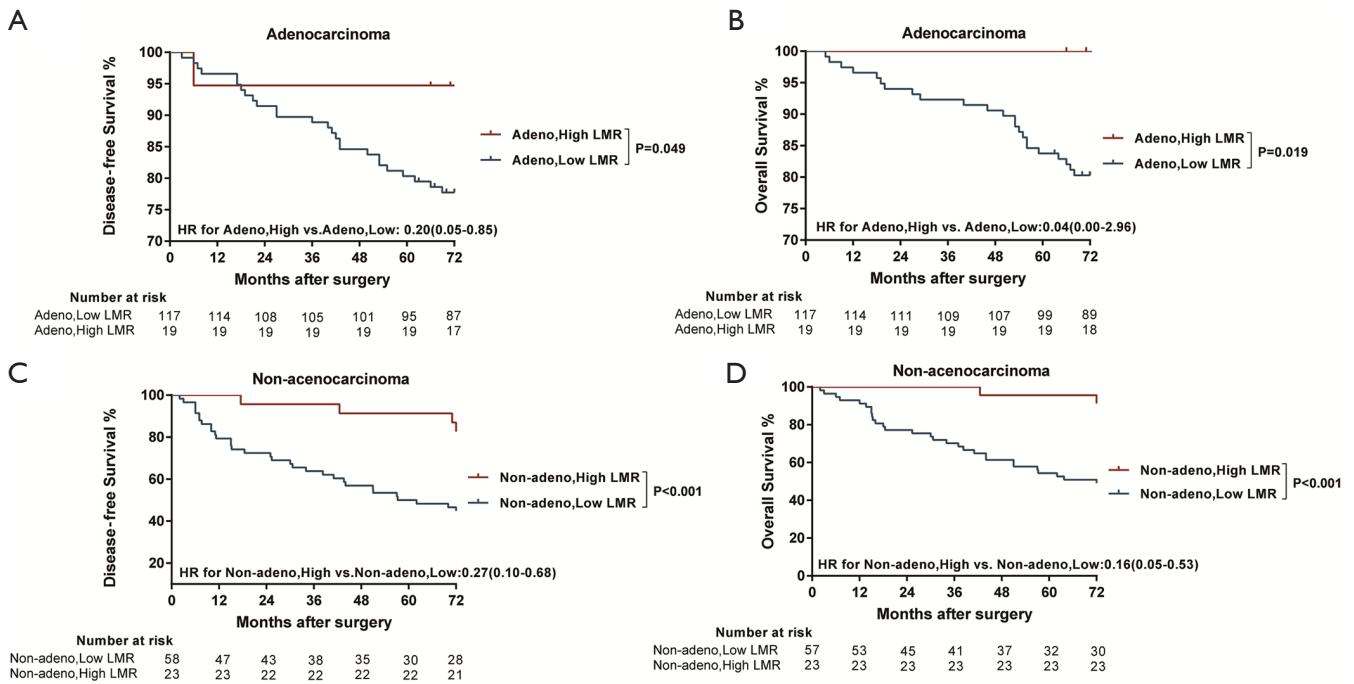 A
Adenocarcinoma
Disease-free Survival %
100
95
90
85
80
75
70
0 12 24 36 48 60 72
Months after surgery
Adeno,High LMR
Adeno,Low LMR
P=0.049
HR for Adeno,High vs.Adeno,Low: 0.20(0.05-0.85)
Number at risk
Adeno,Low LMR 117 114 108 105 101 95 87
Adeno,High LMR 19 19 19 19 19 19 17
B
Adenocarcinoma
Overall Survival %
100
95
90
85
80
75
70
0 12 24 36 48 60 72
Months after surgery
Adeno,High LMR
Adeno,Low LMR
P=0.019
HR for Adeno,High vs. Adeno,Low:0.04(0.00-2.96)
Number at risk
Adeno,Low LMR 117 114 111 109 107 99 89
Adeno,High LMR 19 19 19 19 19 19 18
C
Non-acenocarcinoma
Disease-free Survival %
100
80
60
40
20
0 12 24 36 48 60 72
Months after surgery
Non-adeno,High LMR
Non-adeno,Low LMR
P<0.001
HR for Non-adeno,High vs.Non-adeno,Low:0.27(0.10-0.68)
Number at risk
Non-adeno,Low LMR 58 47 43 38 35 30 28
Non-adeno,High LMR 23 23 22 22 22 22 21
D
Non-acenocarcinoma
Overall Survival %
100
80
60
40
20
0
0 12 24 36 48 60 72
Months after surgery
Non-adeno,High LMR
Non-adeno,Low LMR
P<0.001
HR for Non-adeno,High vs. Non-adeno,Low:0.16(0.05-0.53)
Number at risk
Non-adeno,Low LMR 57 53 45 41 37 32 30
Non-adeno,High LMR 23 23 23 23 23 23 23